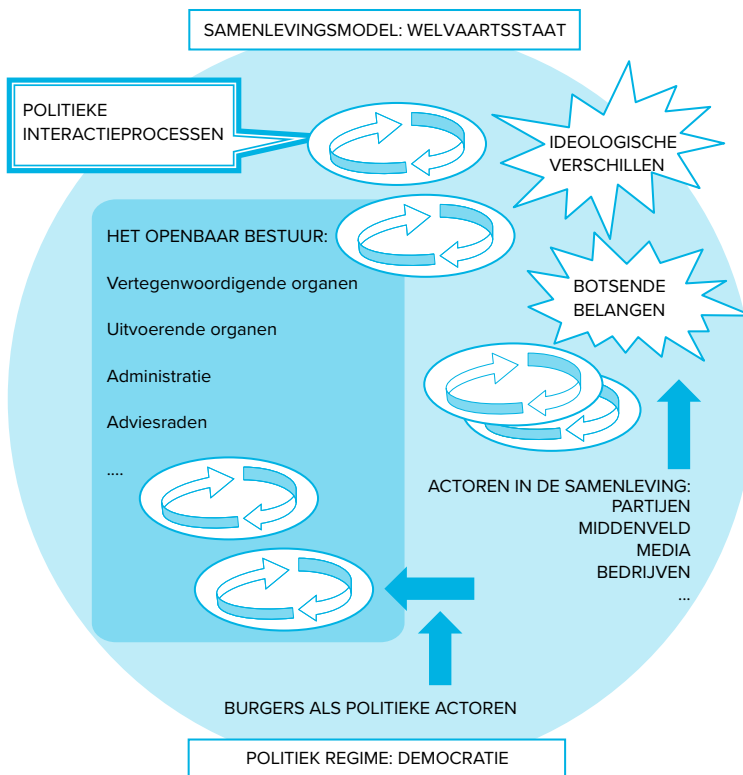 SAMENLEVINGSMODEL: WELVAARTSSTAAT
POLITIEKE
INTERACTIEPROCESSEN
IDEOLOGISCHE
VERSCHILLEN
HET OPENBAAR BESTUUR:
Vertegenwoordigende organen
Uitvoerende organen
Administratie
Adviesraden
....
BOTSENDE
BELANGEN
ACTOREN IN DE SAMENLEVING:
PARTIJEN
MIDDENVELD
MEDIA
BEDRIJVEN
...
BURGERS ALS POLITIEKE ACTOREN
POLITIEK REGIME: DEMOCRATIE